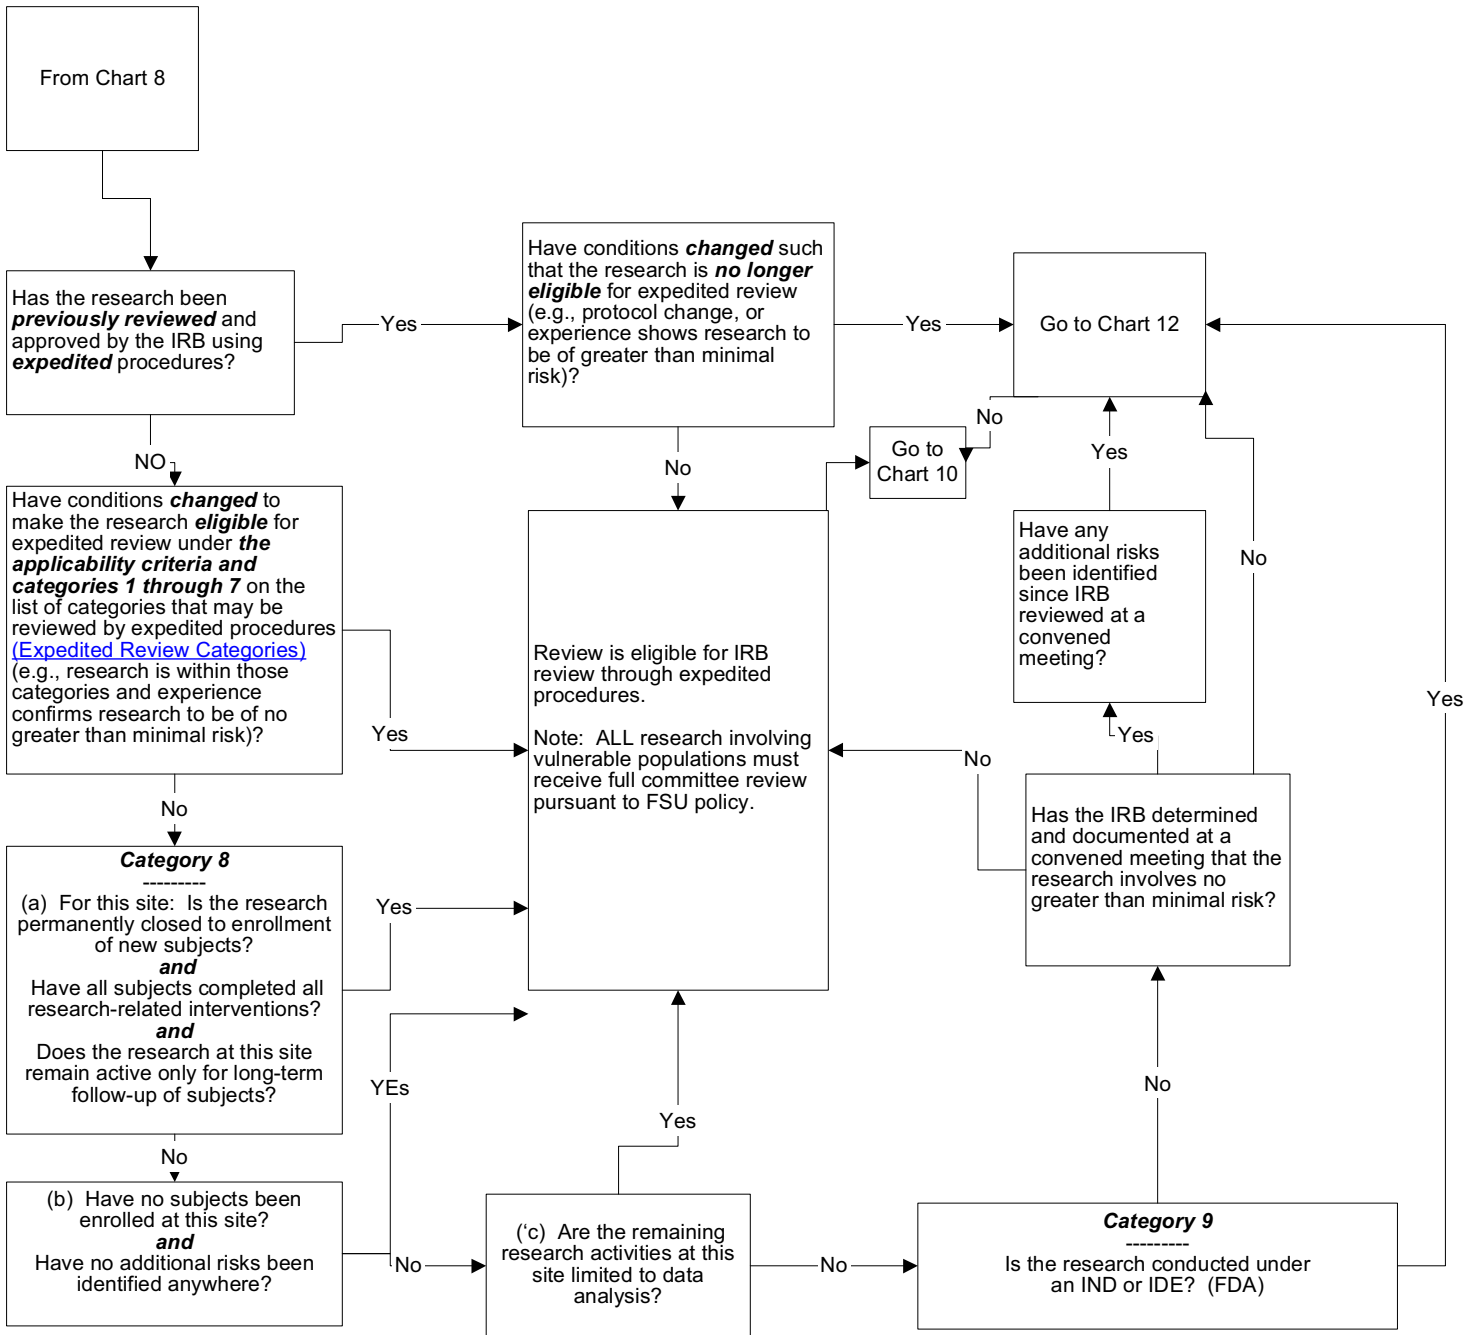 From Chart 8
Has the research been
previously reviewed and
approved by the IRB using
expedited procedures?
Yes
Have conditions changed such
that the research is no longer
eligible for expedited review
(e.g., protocol change, or
experience shows research to
be of greater than minimal
risk)?
Yes
Go to Chart 12
No
Go to
Chart 10
NO
No
Yes
Have conditions changed to
make the research eligible for
expedited review under the
applicability criteria and
categories 1 through 7 on the
list of categories that may be
reviewed by expedited procedures
(Expedited Review Categories)
(e.g., research is within those
categories and experience
confirms research to be of no
greater than minimal risk)?
Yes
Review is eligible for IRB
review through expedited
procedures.
Note:  ALL research involving
vulnerable populations must
receive full committee review
pursuant to FSU policy.
Have any
additional risks
been identified
since IRB
reviewed at a
convened
meeting?
No
Yes
Yes
No
Has the IRB determined
and documented at a
convened meeting that the
research involves no
greater than minimal risk?
No
Category 8
---------
(a)  For this site:  Is the research
permanently closed to enrollment
of new subjects?
and
Have all subjects completed all
research-related interventions?
and
Does the research at this site
remain active only for long-term
follow-up of subjects?
Yes
YEs
Yes
No
No
(b)  Have no subjects been
enrolled at this site?
and
Have no additional risks been
identified anywhere?
No
('c)  Are the remaining
research activities at this
site limited to data
analysis?
No
Category 9
---------
Is the research conducted under
an IND or IDE?  (FDA)